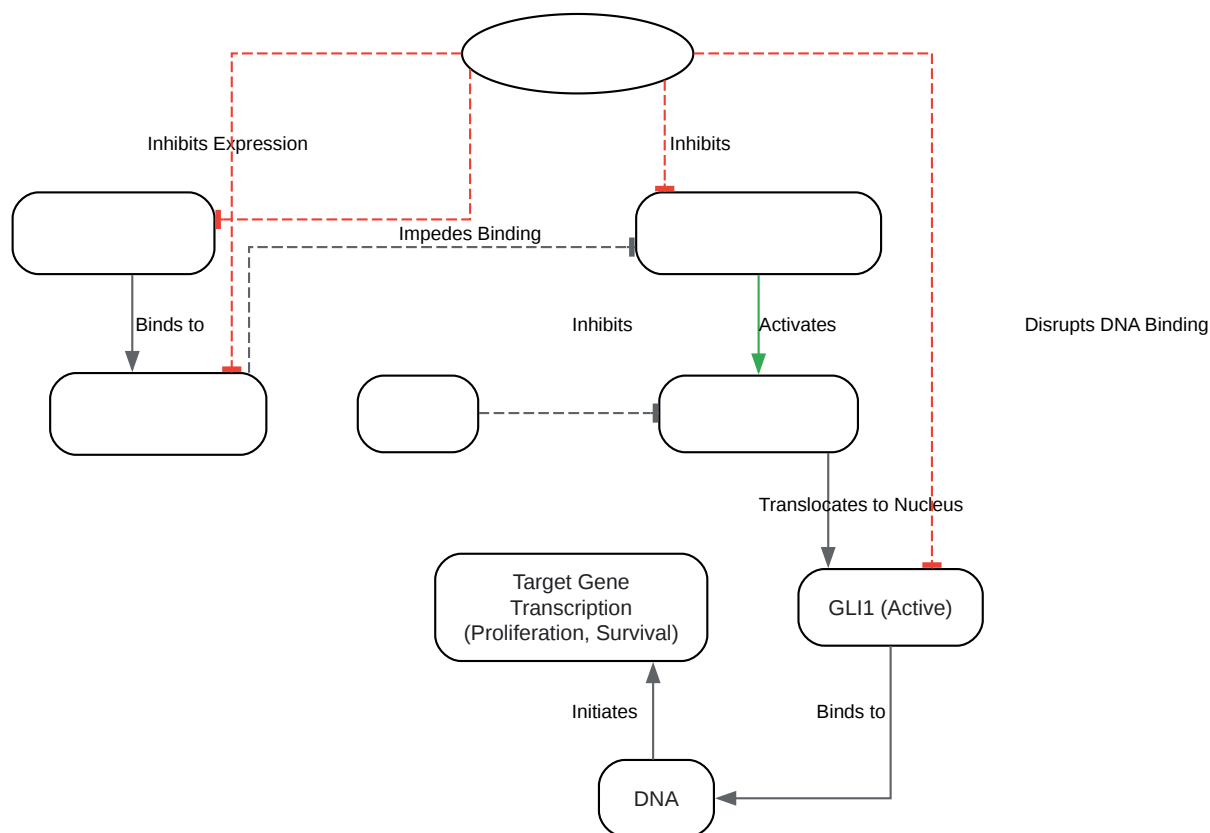 Inhibits Expression
Inhibits
Impedes Binding
Binds to
Inhibits
Activates
Disrupts DNA Binding
Translocates to Nucleus
Target Gene
Transcription
(Proliferation, Survival)
GLI1 (Active)
Initiates
Binds to
DNA